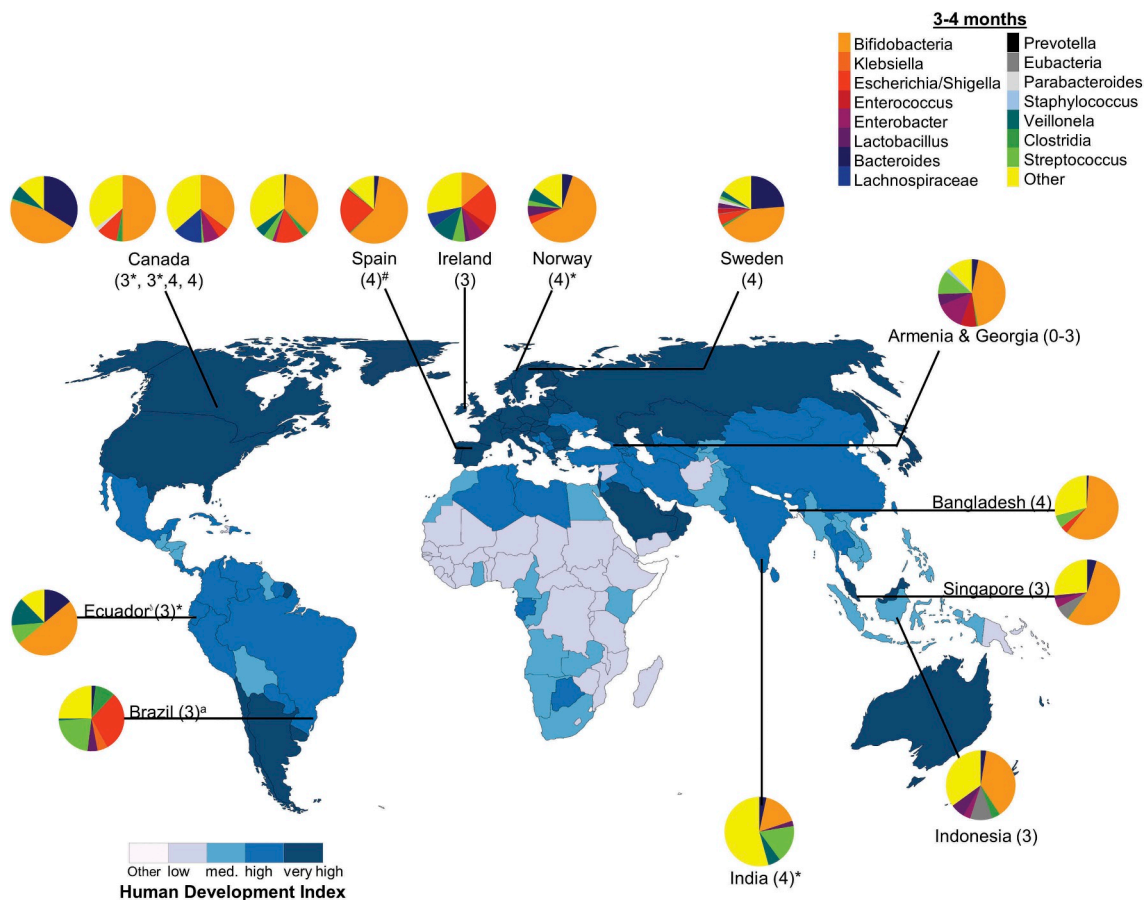 3-4 months
Bifidobacteria
Klebsiella
Escherichia/Shigella
Enterococcus
Enterobacter
Lactobacillus
Bacteroides
Lachnospiraceae
Prevotella
Eubacteria
Parabacteroides
Staphylococcus
Veillonela
Clostridia
Streptococcus
Other
Canada
(3*, 3*,4, 4)
Spain
(4)#
Ireland
(3)
Norway
(4)*
Sweden
(4)
Armenia & Georgia (0-3)
Bangladesh (4)
Singapore (3)
Ecuador (3)*
Brazil (3)a
Indonesia (3)
India (4)*
Other low med. high very high
Human Development Index